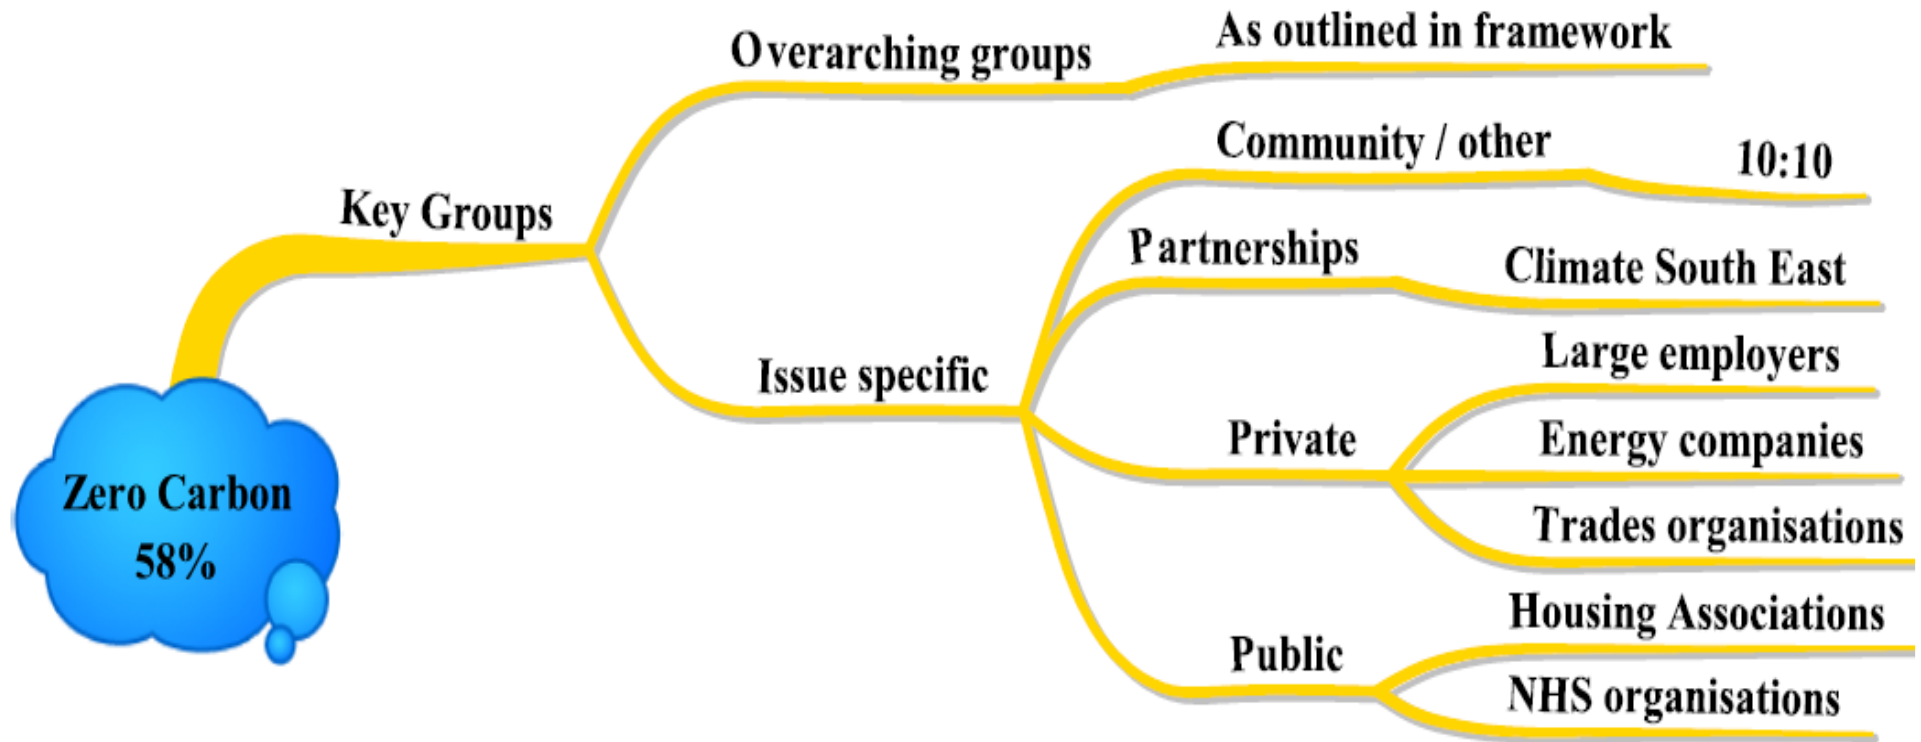 Overarching groups
As outlined in framework
Community / other
10:10
Key Groups
Partnerships
Climate South East
Issue specific
Large employers
Private
Energy companies
Trades organisations
Zero Carbon
58%
Housing Associations
Public
NHS organisations